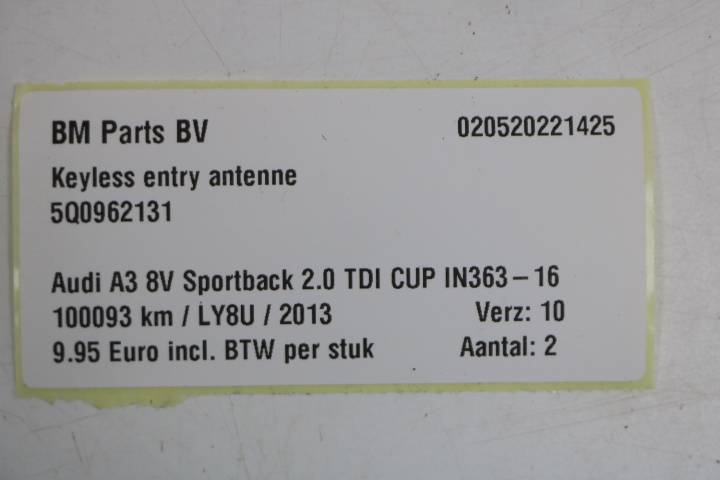 BM Parts BV 020520221425
Keyless entry antenne
5Q0962131
Audi A3 8V Sportback 2.0 TDI CUP IN363-16
100093 km / LY8U / 2013 Verz: 10
9.95 Euro incl. BTW per stuk Aantal: 2